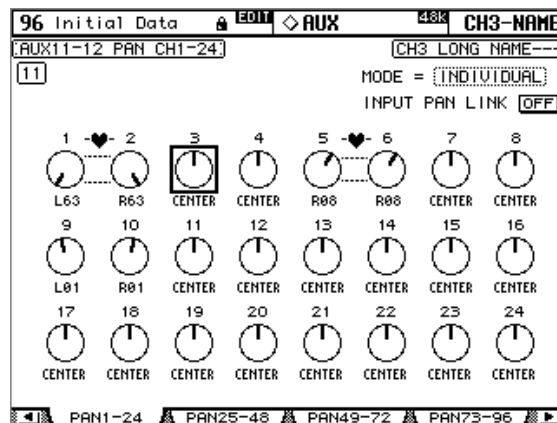 96 Initial Data EDIT AUX 48K CH3-NAME
AUX11-12 PAN CH1-24 CH3 LONG NAME---
11 MODE = INDIVIDUAL
INPUT PAN LINK OFF
1 2 3 4 5 6 7 8
L63 R63 CENTER CENTER R08 R08 CENTER CENTER
9 10 11 12 13 14 15 16
L01 R01 CENTER CENTER CENTER CENTER CENTER CENTER
17 18 19 20 21 22 23 24
CENTER CENTER CENTER CENTER CENTER CENTER CENTER CENTER
PAN1-24 PAN25-48 PAN49-72 PAN73-96